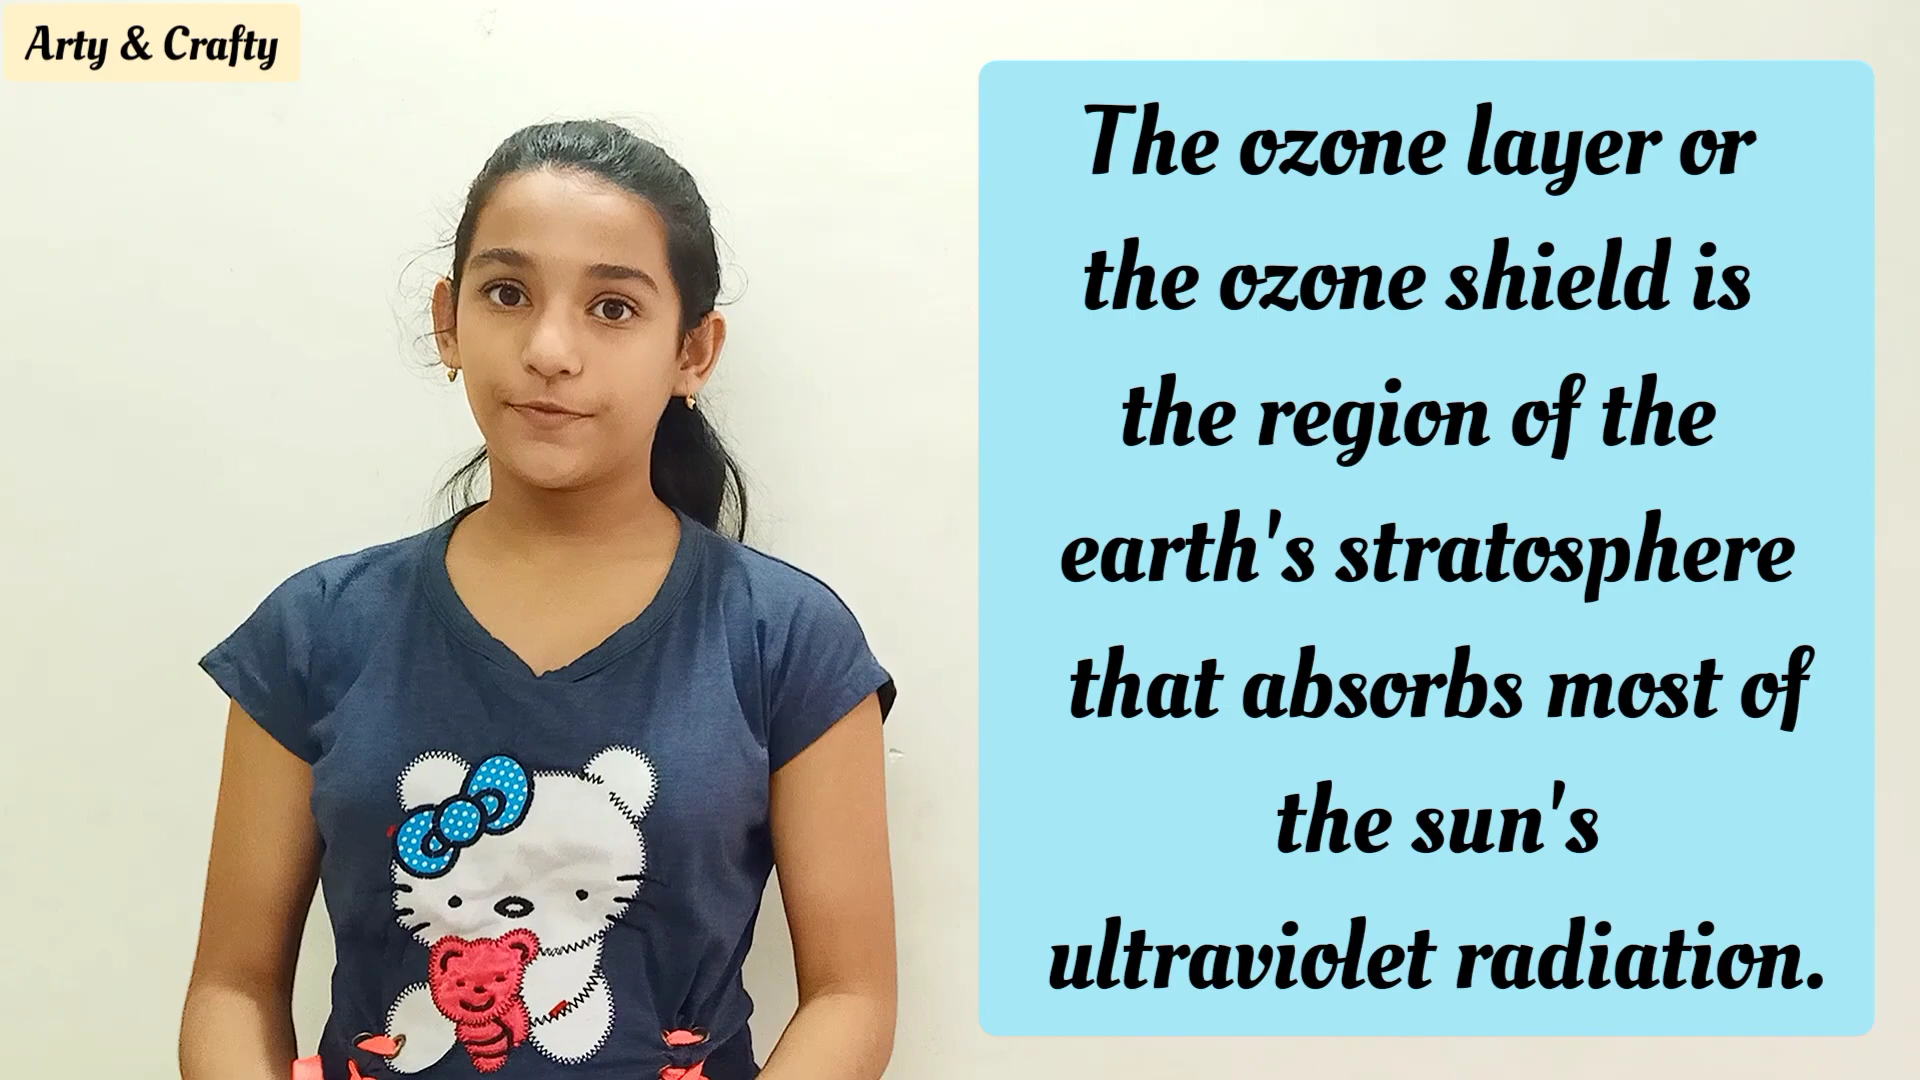 Arty & Crafty
The ozone layer or
the ozone shield is
the region of the
earth's stratosphere
that absorbs most of
the sun's
ultraviolet radiation.